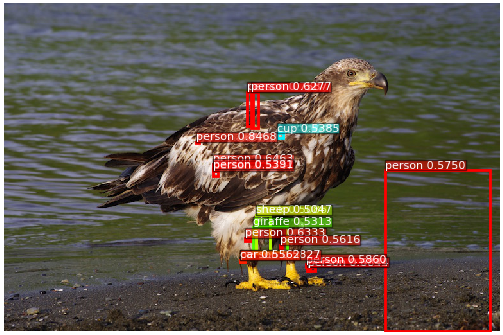 person 0.6277
cup 0.5385
person 0.8468
person 0.5391
person 0.5750
sheep 0.5047
giraffe 0.5313
person 0.6333
person 0.5616
car 0.5562
person 0.5860